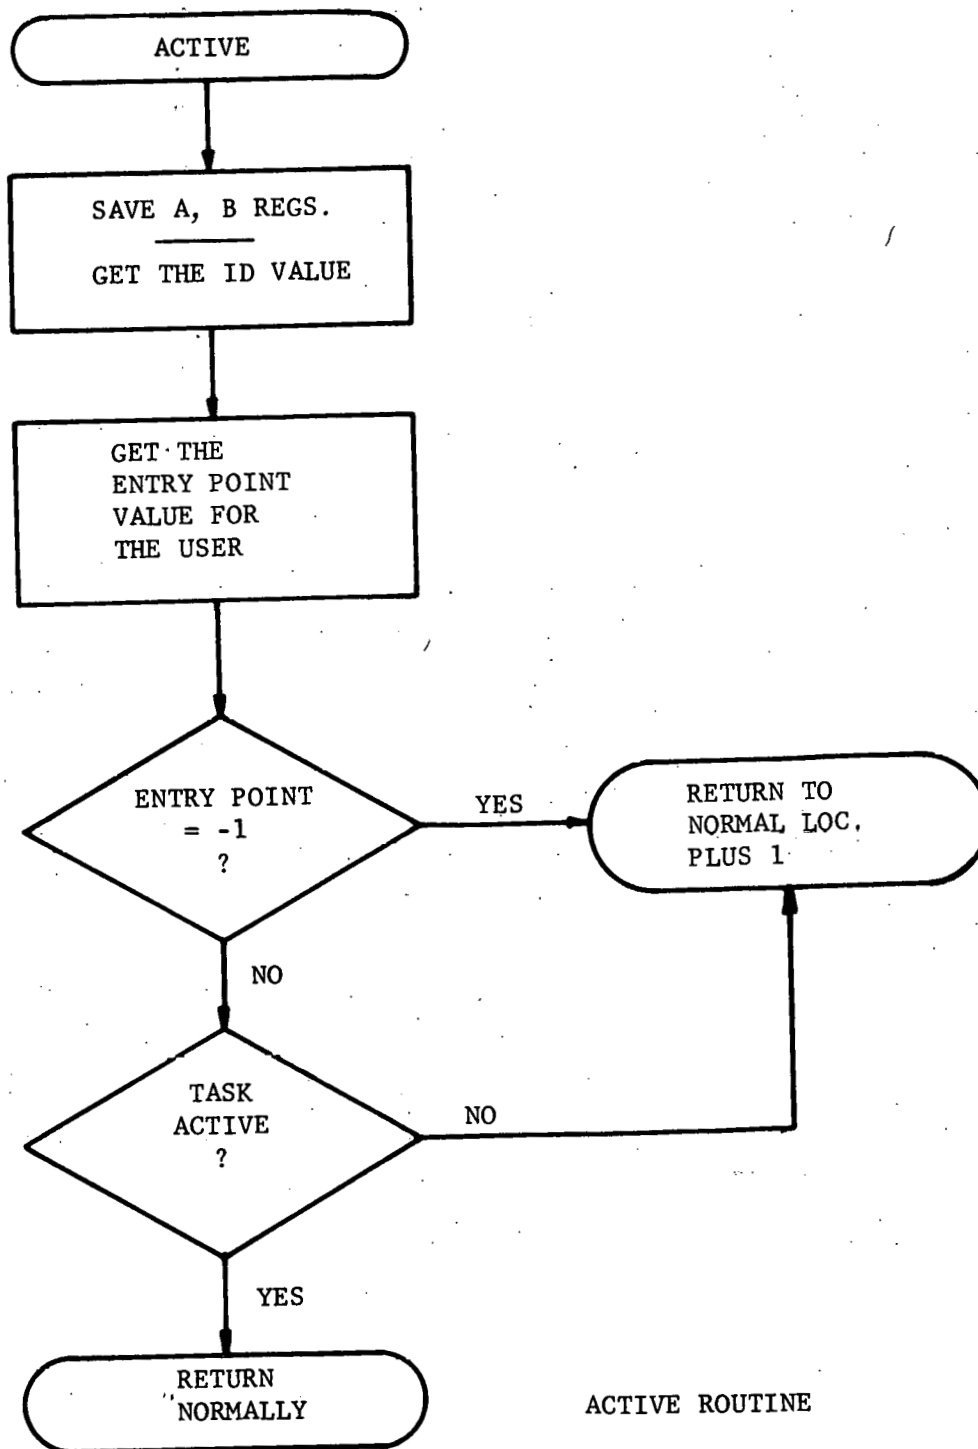 ACTIVE
SAVE A, B REGS.
GET THE ID VALUE
GET THE
ENTRY POINT
VALUE FOR
THE USER
ENTRY POINT
= -1
?
YES
RETURN TO
NORMAL LOC.
PLUS 1
NO
TASK
ACTIVE
?
NO
YES
RETURN
NORMALLY
ACTIVE ROUTINE